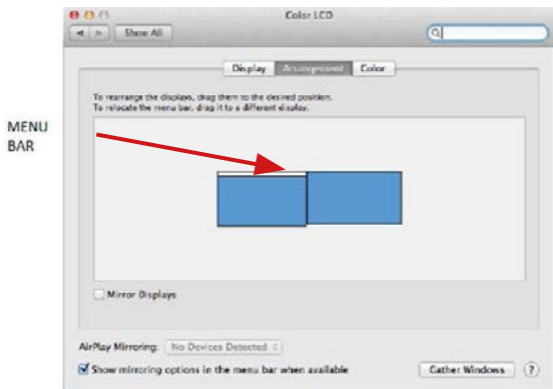 Color LCD
Show All
Display Arrangement Color
To rearrange the displays, drag them to the desired position.
To relocate the menu bar, drag it to a different display.
MENU
BAR
Mirror Displays
AirPlay Mirroring: No Devices Detected
Show mirroring options in the menu bar when available
Gather Windows ?